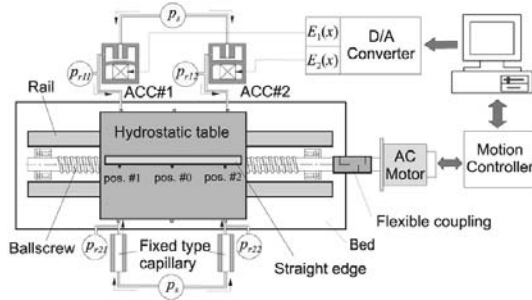 p_s
E_1(x)
E_2(x)
D/A
Converter
p_r11
p_r12
ACC#1
ACC#2
Rail
Hydrostatic table
pos. #1
pos. #0
pos. #2
AC
Motor
Motion
Controller
Ballscrew
p_r21
Fixed type
capillary
p_r22
Flexible coupling
Bed
Straight edge
p_s